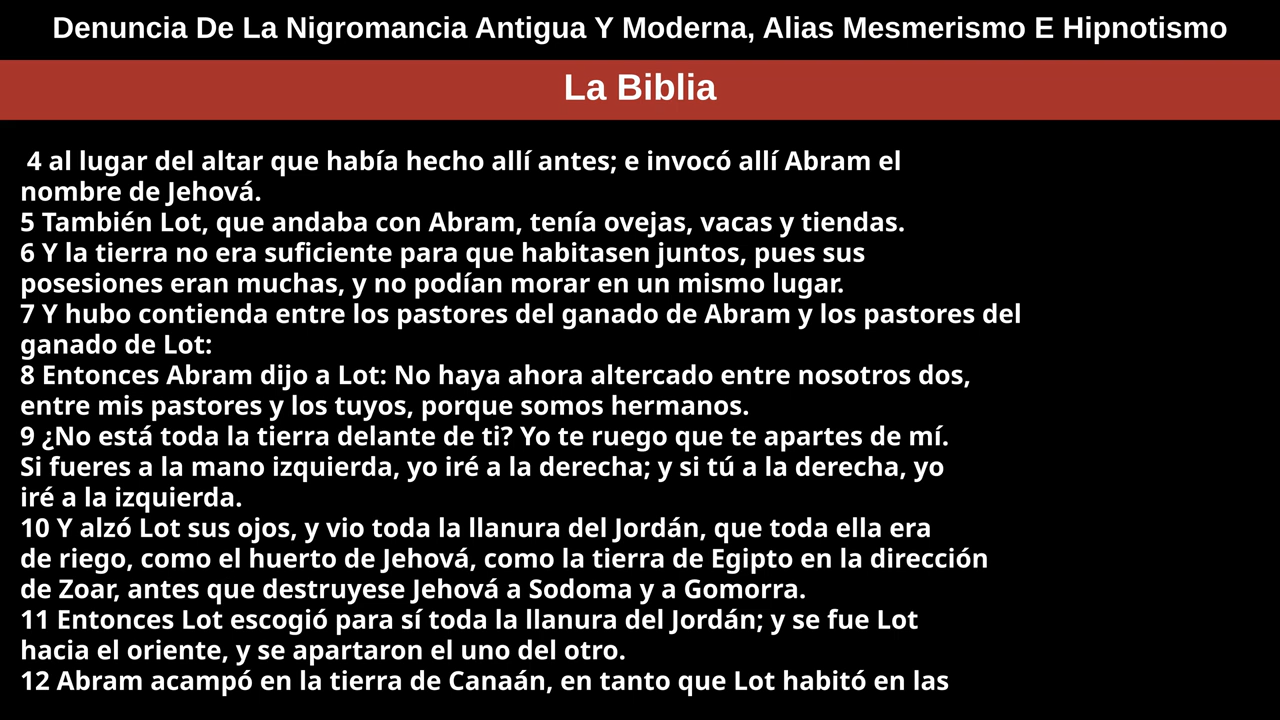 Denuncia De La Nigromancia Antigua Y Moderna, Alias Mesmerismo E Hipnotismo
La Biblia
4 al lugar del altar que había hecho allí antes; e invocó allí Abram el
nombre de Jehová.
5 También Lot, que andaba con Abram, tenía ovejas, vacas y tiendas.
6 Y la tierra no era suficiente para que habitasen juntos, pues sus
posesiones eran muchas, y no podían morar en un mismo lugar.
7 Y hubo contienda entre los pastores del ganado de Abram y los pastores del
ganado de Lot:
8 Entonces Abram dijo a Lot: No haya ahora altercado entre nosotros dos,
entre mis pastores y los tuyos, porque somos hermanos.
9 ¿No está toda la tierra delante de ti? Yo te ruego que te apartes de mí.
Si fueres a la mano izquierda, yo iré a la derecha; y si tú a la derecha, yo
iré a la izquierda.
10 Y alzó Lot sus ojos, y vio toda la llanura del Jordán, que toda ella era
de riego, como el huerto de Jehová, como la tierra de Egipto en la dirección
de Zoar, antes que destruyese Jehová a Sodoma y a Gomorra.
11 Entonces Lot escogió para sí toda la llanura del Jordán; y se fue Lot
hacia el oriente, y se apartaron el uno del otro.
12 Abram acampó en la tierra de Canaán, en tanto que Lot habitó en las